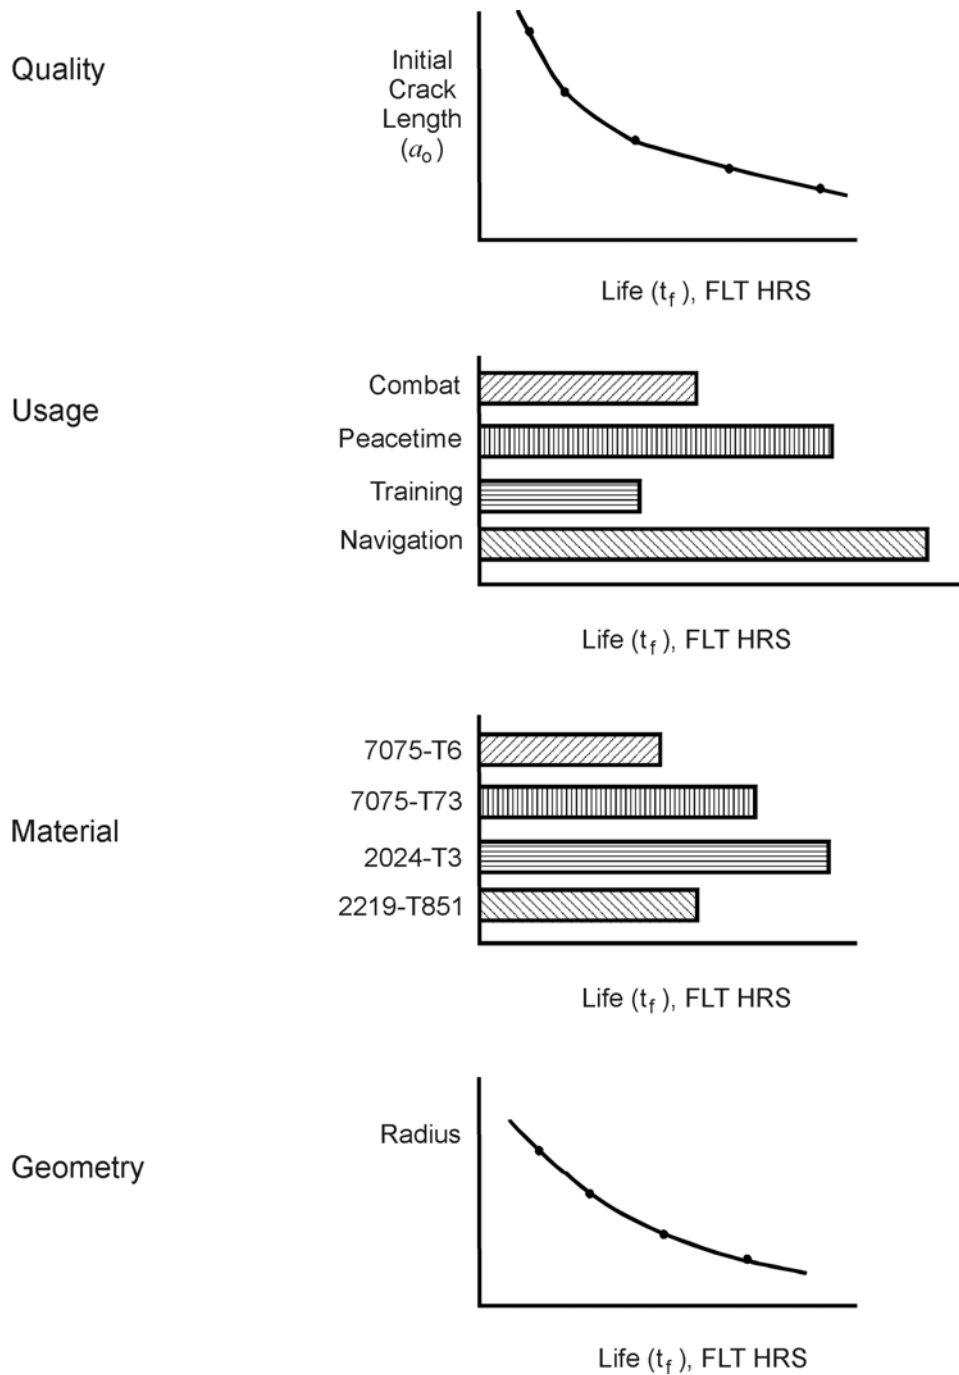 Quality
Initial
Crack
Length
(aₒ)
Life (t_f), FLT HRS
Usage
Combat
Peacetime
Training
Navigation
Life (t_f), FLT HRS
Material
7075-T6
7075-T73
2024-T3
2219-T851
Life (t_f), FLT HRS
Geometry
Radius
Life (t_f), FLT HRS